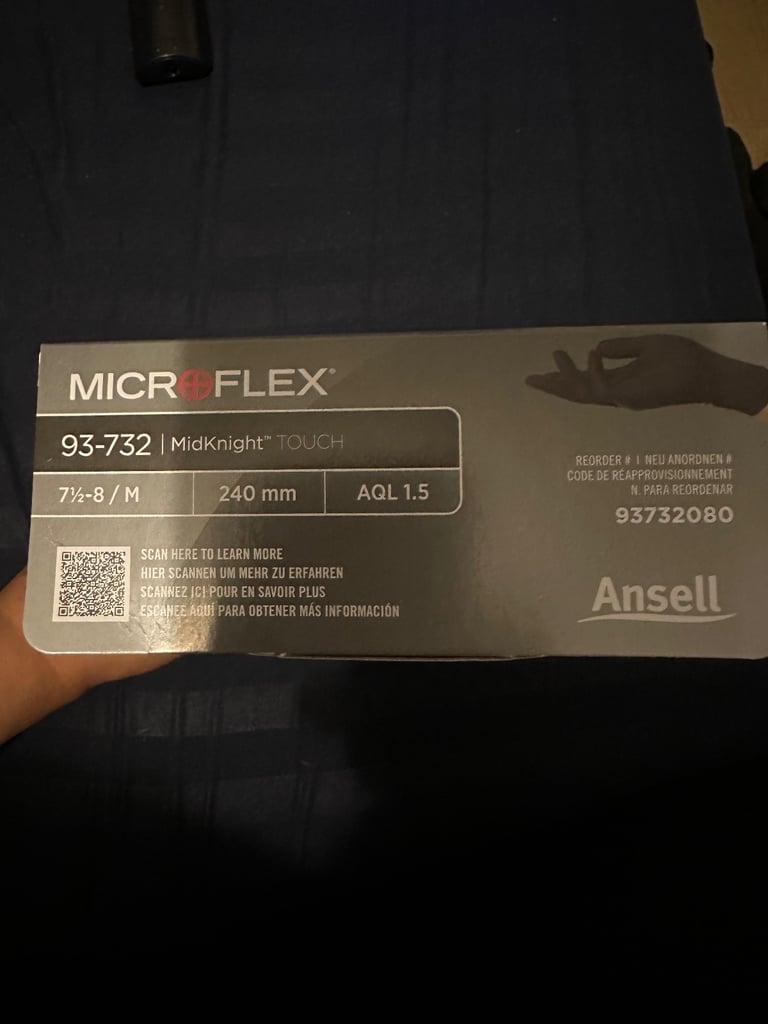 MICROFLEX®
93-732 | MidKnight™ TOUCH
7½-8 / M
240 mm
AQL 1.5
SCAN HERE TO LEARN MORE
HIER SCANNEN UM MEHR ZU ERFAHREN
SCANNEZ ICI POUR EN SAVOIR PLUS
ESCANEE AQUÍ PARA OBTENER MÁS INFORMACIÓN
REORDER # | NEU ANORDNEN #
CODE DE RÉAPPROVISIONNEMENT
N. PARA REORDENAR
93732080
Ansell